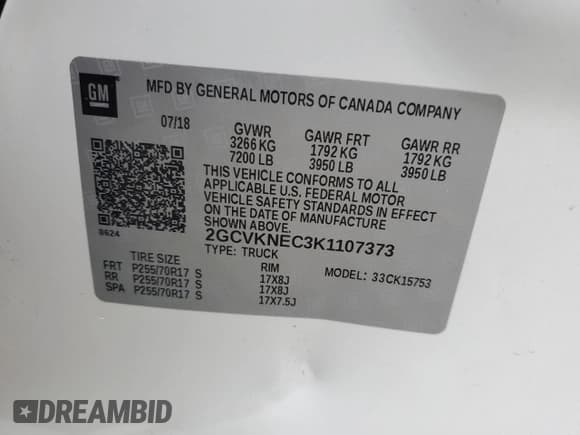 GM
MFD BY GENERAL MOTORS OF CANADA COMPANY
07/18 GVWR GAWR FRT GAWR RR
3266 KG 1792 KG 1792 KG
7200 LB 3950 LB 3950 LB
THIS VEHICLE CONFORMS TO ALL
APPLICABLE U.S. FEDERAL MOTOR
VEHICLE SAFETY STANDARDS IN EFFECT
ON THE DATE OF MANUFACTURE
SHOWN ABOVE.
8624
2GCVKNEC3K1107373
TYPE: TRUCK
TIRE SIZE RIM MODEL: 33CK15753
FRT P255/70R17 S 17X8J
RR P255/70R17 S 17X8J
SPA P255/70R17 S 17X7.5J
DREAMBID